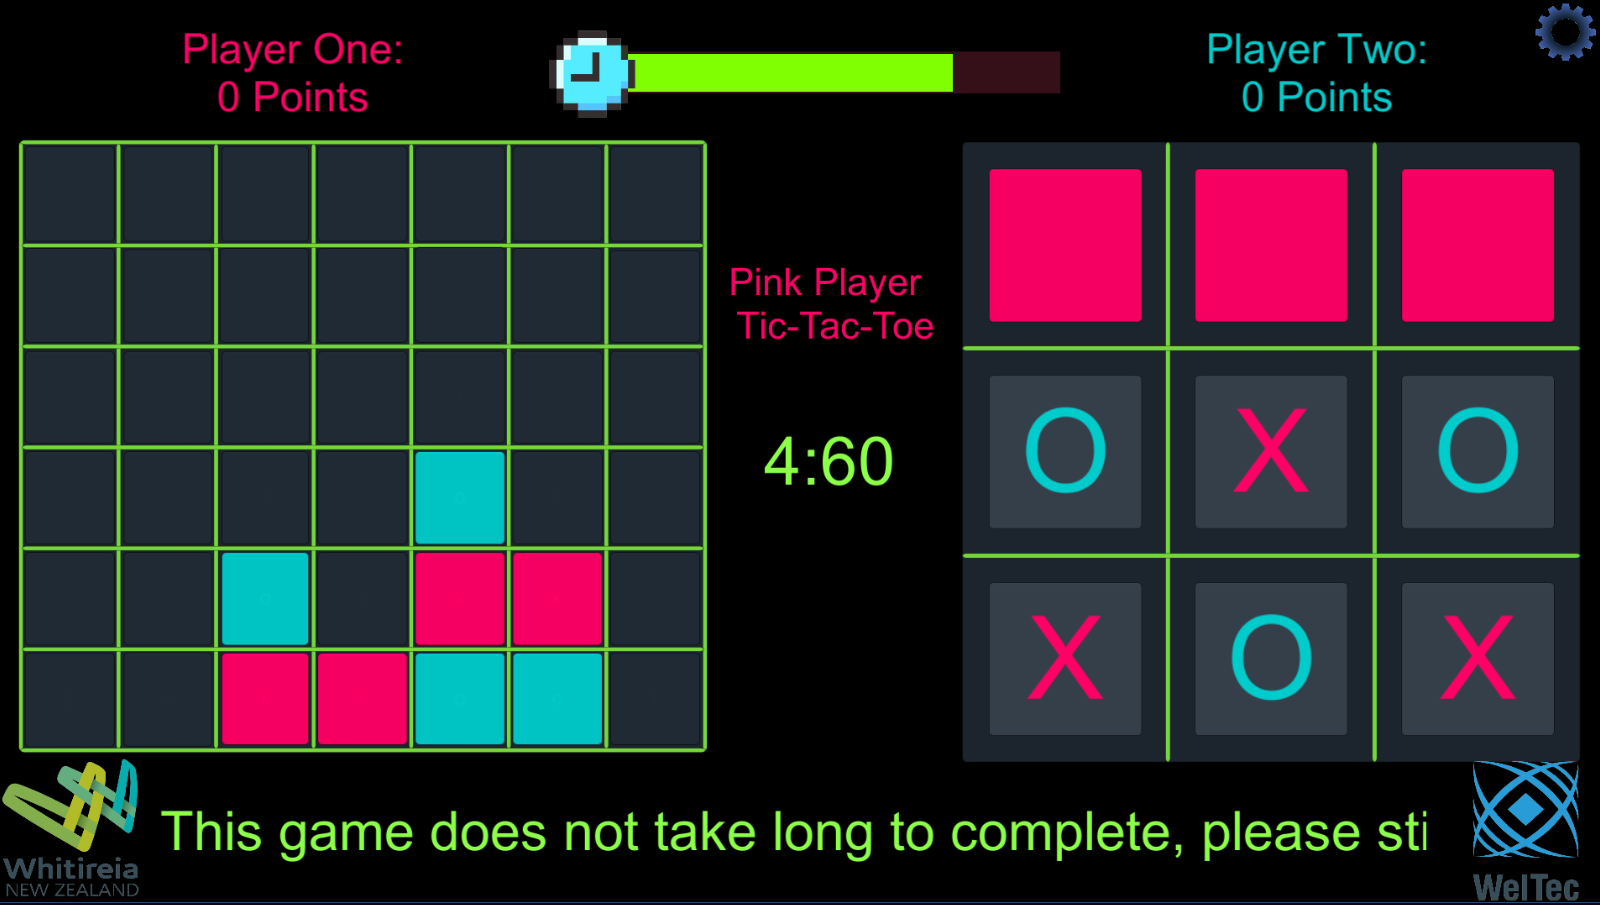 Player One:
0 Points
Player Two:
0 Points
Pink Player
Tic-Tac-Toe
4:60
O X O
X O X
This game does not take long to complete, please sti
Whitireia
NEW ZEALAND
WelTec